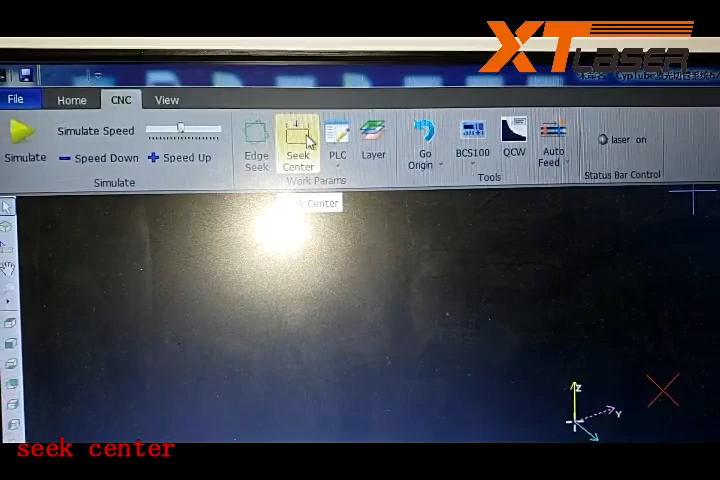 XT LASER
CypTube
File
Home
CNC
View
Simulate
Simulate Speed
Speed Down
Speed Up
Simulate
Edge Seek
Seek Center
PLC
Layer
Work Params
Go Origin
BCS100
QCW
Auto Feed
Tools
laser on
Status Bar Control
Center
Z
Y
seek center